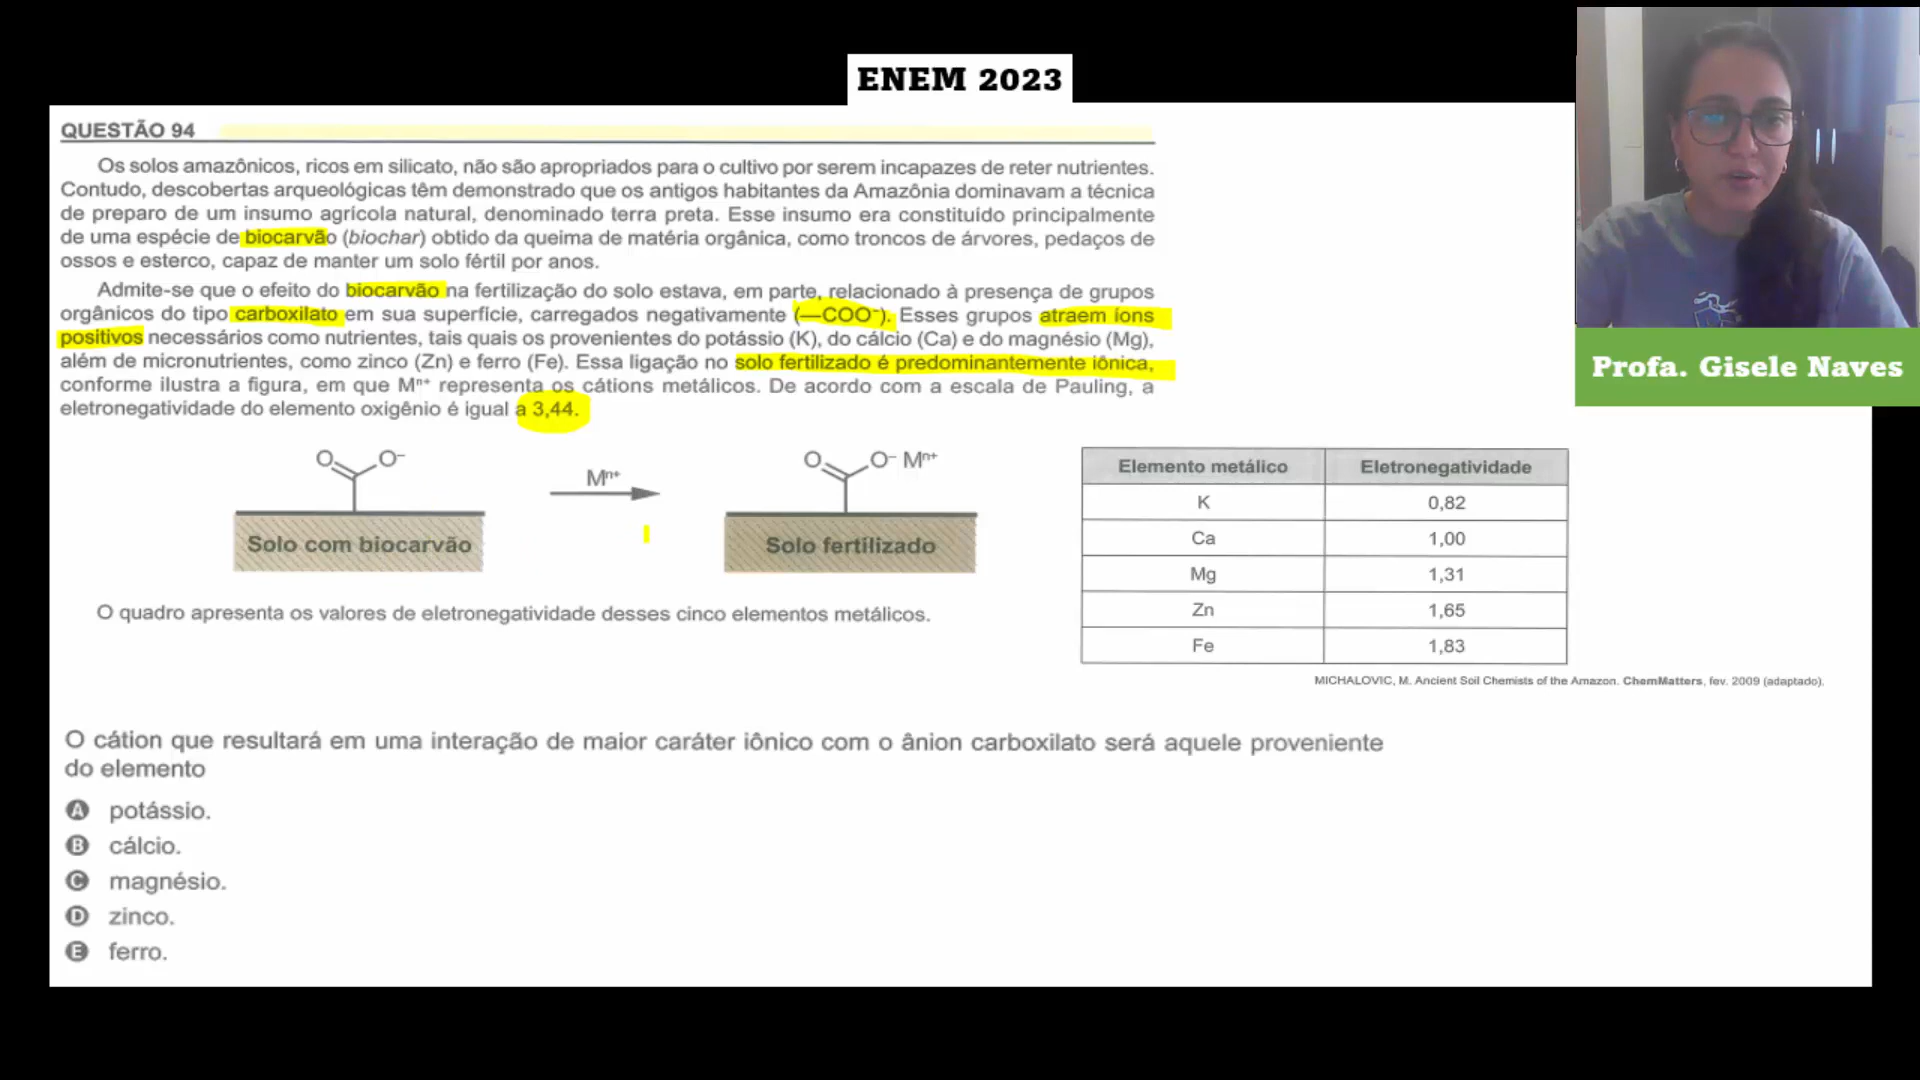 ENEM 2023
QUESTÃO 94
Os solos amazônicos, ricos em silicato, não são apropriados para o cultivo por serem incapazes de reter nutrientes.
Contudo, descobertas arqueológicas têm demonstrado que os antigos habitantes da Amazônia dominavam a técnica
de preparo de um insumo agrícola natural, denominado terra preta. Esse insumo era constituído principalmente
de uma espécie de biocarvão (biochar) obtido da queima de matéria orgânica, como troncos de árvores, pedaços de
ossos e esterco, capaz de manter um solo fértil por anos.
Admite-se que o efeito do biocarvão na fertilização do solo estava, em parte, relacionado à presença de grupos
orgânicos do tipo carboxilato em sua superfície, carregados negativamente (—COO⁻). Esses grupos atraem íons
positivos necessários como nutrientes, tais quais os provenientes do potássio (K), do cálcio (Ca) e do magnésio (Mg),
além de micronutrientes, como zinco (Zn) e ferro (Fe). Essa ligação no solo fertilizado é predominantemente iônica,
conforme ilustra a figura, em que Mⁿ⁺ representa os cátions metálicos. De acordo com a escala de Pauling, a
eletronegatividade do elemento oxigênio é igual a 3,44.
O O⁻
Mⁿ⁺
O O⁻ Mⁿ⁺
Solo com biocarvão
Solo fertilizado
O quadro apresenta os valores de eletronegatividade desses cinco elementos metálicos.
Elemento metálico Eletronegatividade
K 0,82
Ca 1,00
Mg 1,31
Zn 1,65
Fe 1,83
MICHALOVIC, M. Ancient Soil Chemists of the Amazon. ChemMatters, fev. 2009 (adaptado).
O cátion que resultará em uma interação de maior caráter iônico com o ânion carboxilato será aquele proveniente
do elemento
A potássio.
B cálcio.
C magnésio.
D zinco.
E ferro.
Profa. Gisele Naves